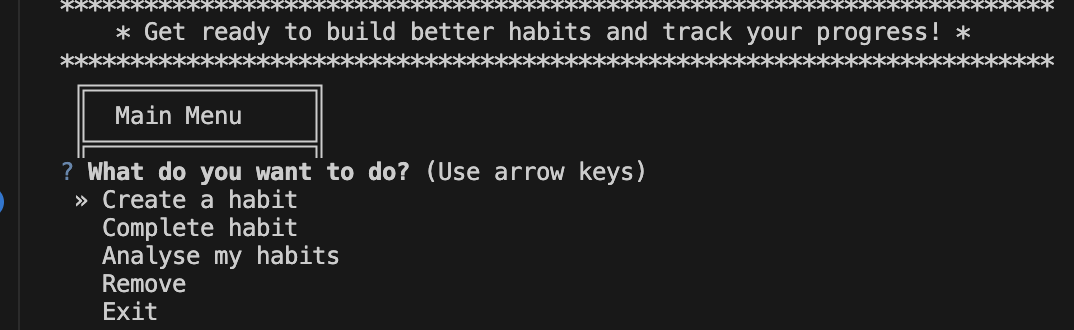 ***********************************************************************
* Get ready to build better habits and track your progress! *
***********************************************************************
Main Menu
? What do you want to do? (Use arrow keys)
» Create a habit
Complete habit
Analyse my habits
Remove
Exit